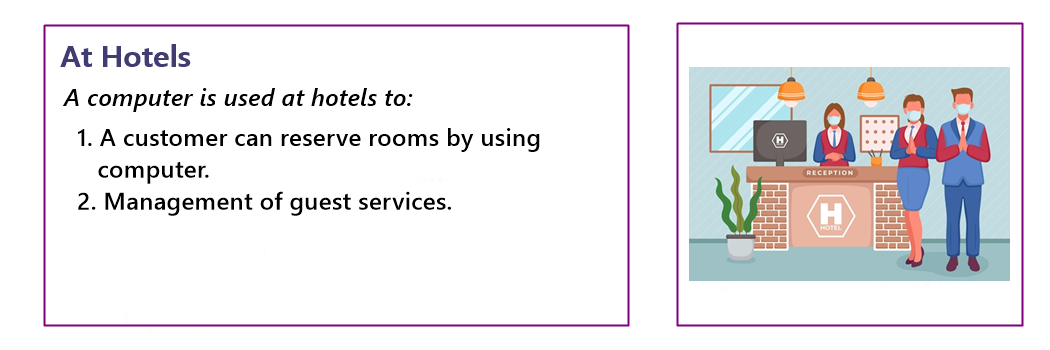 At Hotels
A computer is used at hotels to:
1. A customer can reserve rooms by using
computer.
2. Management of guest services.
H
RECEPTION
H
HOTEL